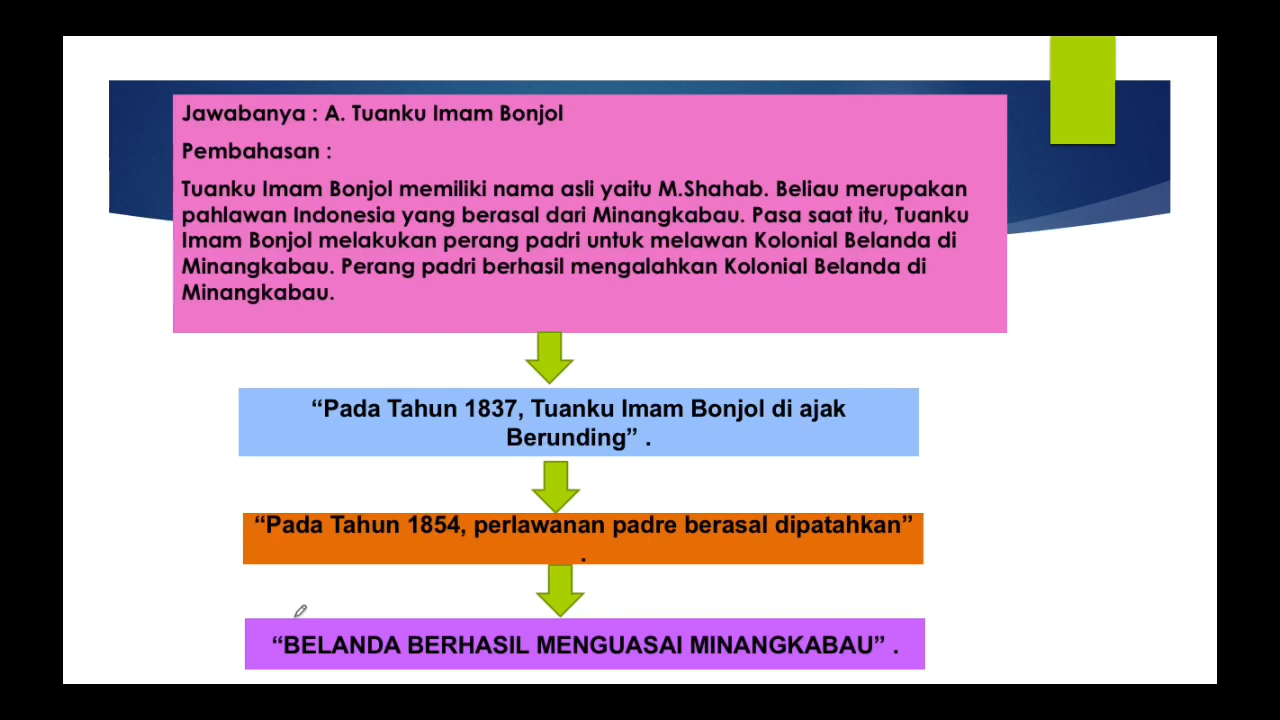 Jawabanya : A. Tuanku Imam Bonjol
Pembahasan :
Tuanku Imam Bonjol memiliki nama asli yaitu M.Shahab. Beliau merupakan
pahlawan Indonesia yang berasal dari Minangkabau. Pasa saat itu, Tuanku
Imam Bonjol melakukan perang padri untuk melawan Kolonial Belanda di
Minangkabau. Perang padri berhasil mengalahkan Kolonial Belanda di
Minangkabau.
“Pada Tahun 1837, Tuanku Imam Bonjol di ajak
Berunding” .
“Pada Tahun 1854, perlawanan padre berasal dipatahkan”
.
“BELANDA BERHASIL MENGUASAI MINANGKABAU” .